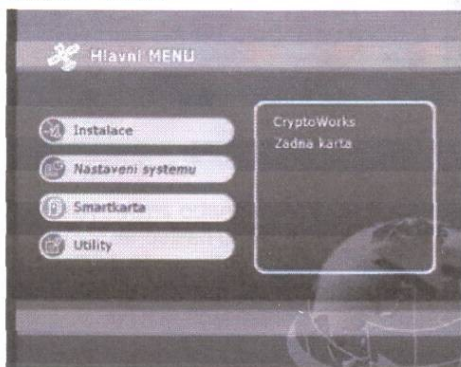 Hlavní MENU
Instalace
Nastaveni systemu
Smartkarta
Utility
CryptoWorks
Zadna karta